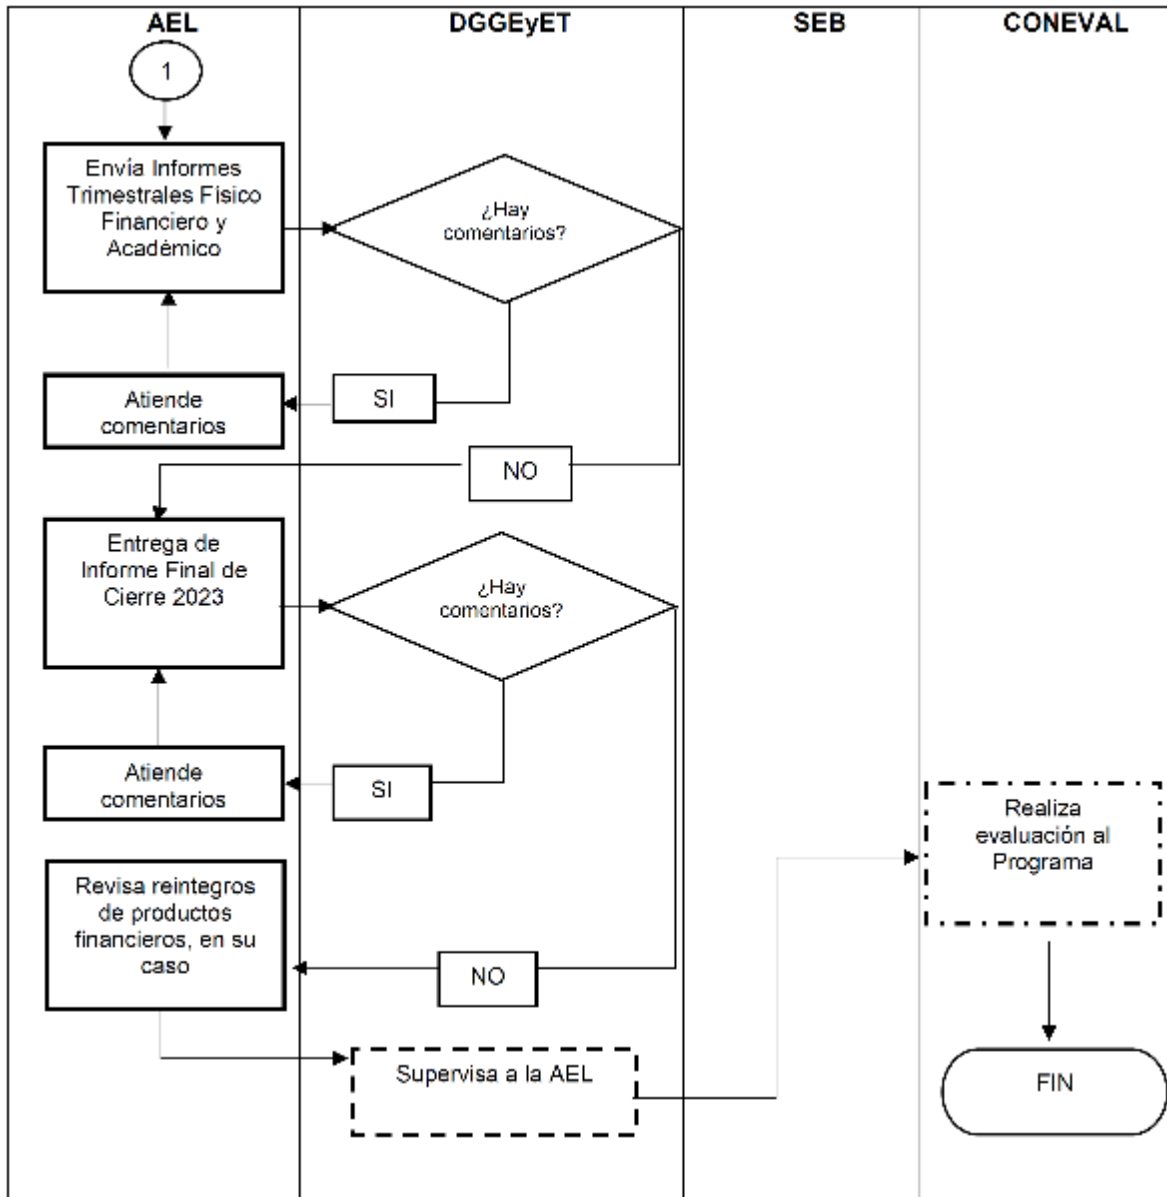 AEL
DGGEyET
SEB
CONEVAL
1
Envía Informes
Trimestrales Físico
Financiero y
Académico
¿Hay
comentarios?
Atiende
comentarios
SI
NO
Entrega de
Informe Final de
Cierre 2023
¿Hay
comentarios?
Atiende
comentarios
SI
Realiza
evaluación al
Programa
Revisa reintegros
de productos
financieros, en su
caso
NO
Supervisa a la AEL
FIN